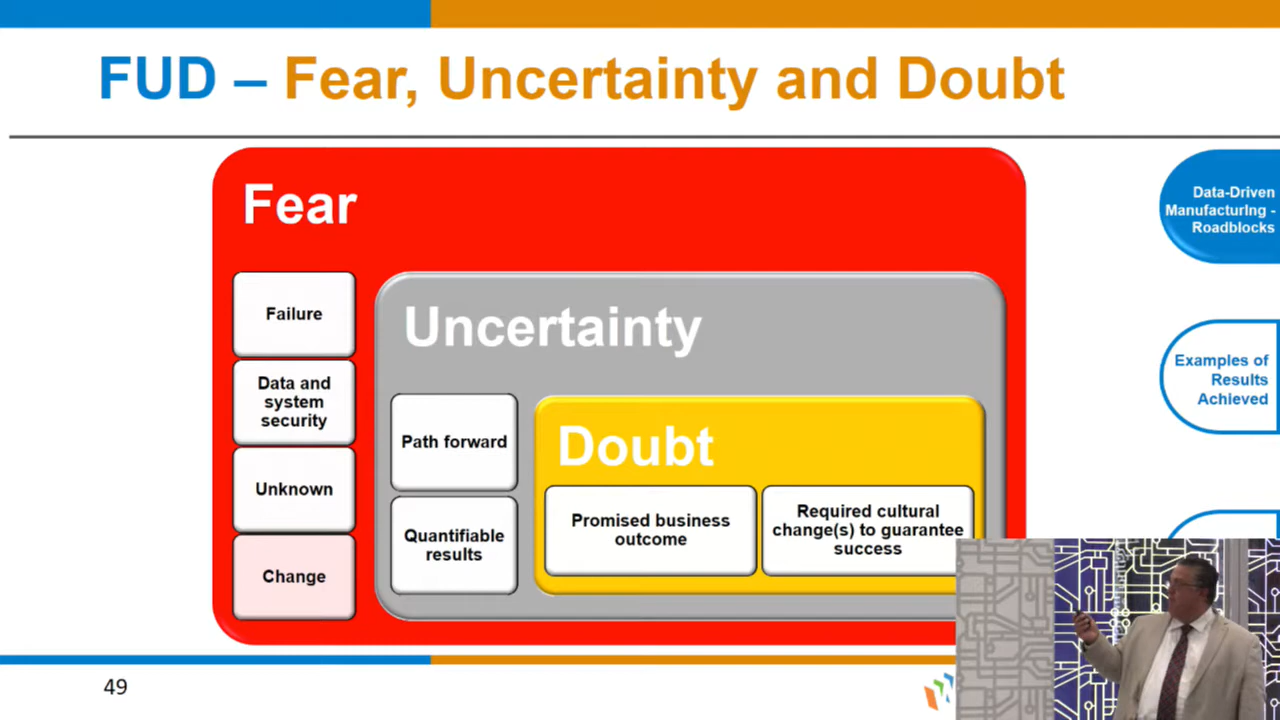 FUD – Fear, Uncertainty and Doubt
Fear
Failure
Data and
system
security
Unknown
Change
Uncertainty
Path forward
Quantifiable
results
Doubt
Promised business
outcome
Required cultural
change(s) to guarantee
success
Data-Driven
Manufacturing -
Roadblocks
Examples of
Results
Achieved
49